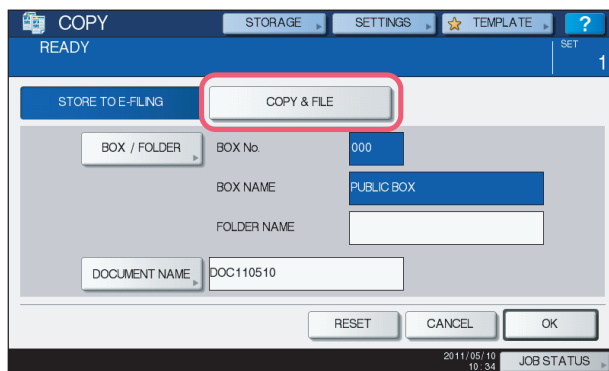 COPY STORAGE SETTINGS TEMPLATE ?
READY SET
1
STORE TO E-FILING COPY & FILE
BOX / FOLDER BOX No. 000
BOX NAME PUBLIC BOX
FOLDER NAME
DOCUMENT NAME DOC110510
RESET CANCEL OK
2011/05/10
10:34 JOB STATUS